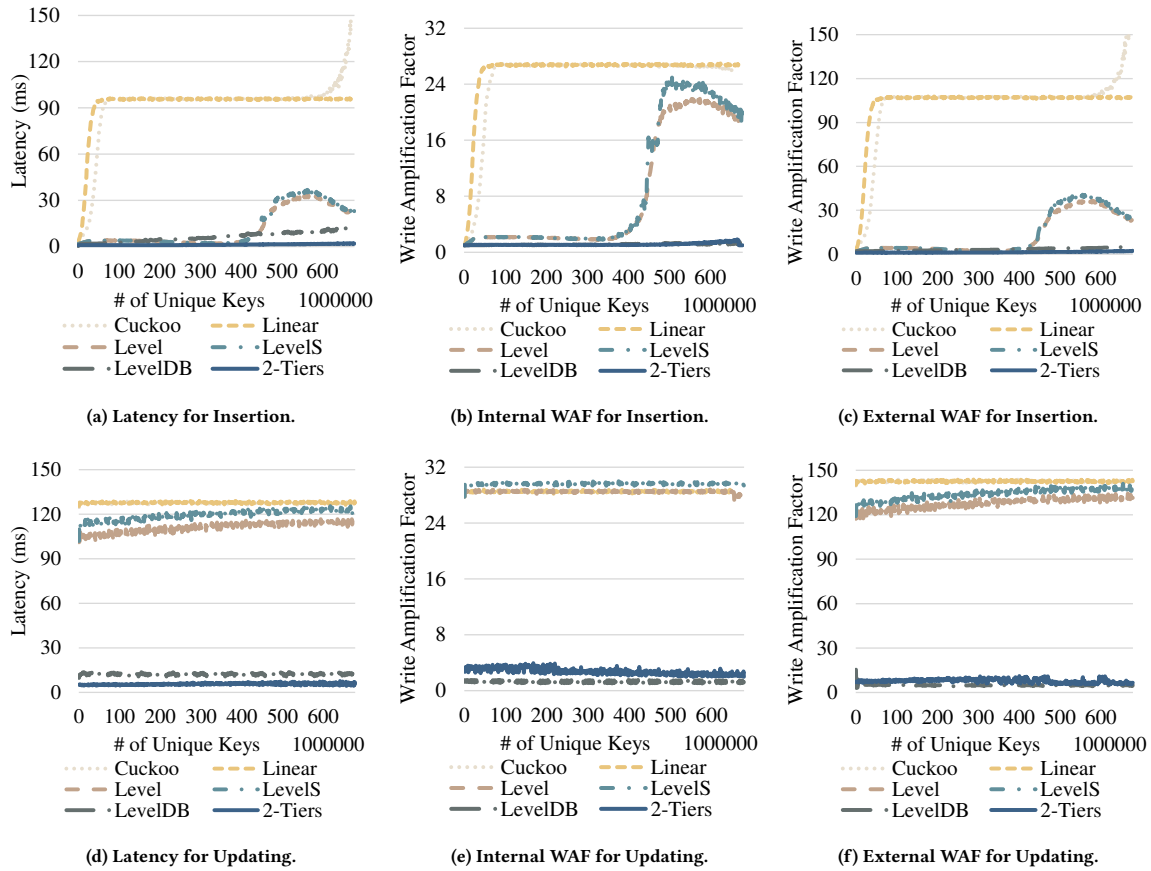 150
120
90
60
30
0
Latency (ms)
0 100 200 300 400 500 600
# of Unique Keys 1000000
Cuckoo Linear
Level LevelS
LevelDB 2-Tiers
(a) Latency for Insertion.
32
24
16
8
0
Write Amplification Factor
0 100 200 300 400 500 600
# of Unique Keys 1000000
Cuckoo Linear
Level LevelS
LevelDB 2-Tiers
(b) Internal WAF for Insertion.
150
120
90
60
30
0
Write Amplification Factor
0 100 200 300 400 500 600
# of Unique Keys 1000000
Cuckoo Linear
Level LevelS
LevelDB 2-Tiers
(c) External WAF for Insertion.
150
120
90
60
30
0
Latency (ms)
0 100 200 300 400 500 600
# of Unique Keys 1000000
Cuckoo Linear
Level LevelS
LevelDB 2-Tiers
(d) Latency for Updating.
32
24
16
8
0
Write Amplification Factor
0 100 200 300 400 500 600
# of Unique Keys 1000000
Cuckoo Linear
Level LevelS
LevelDB 2-Tiers
(e) Internal WAF for Updating.
150
120
90
60
30
0
Write Amplification Factor
0 100 200 300 400 500 600
# of Unique Keys 1000000
Cuckoo Linear
Level LevelS
LevelDB 2-Tiers
(f) External WAF for Updating.